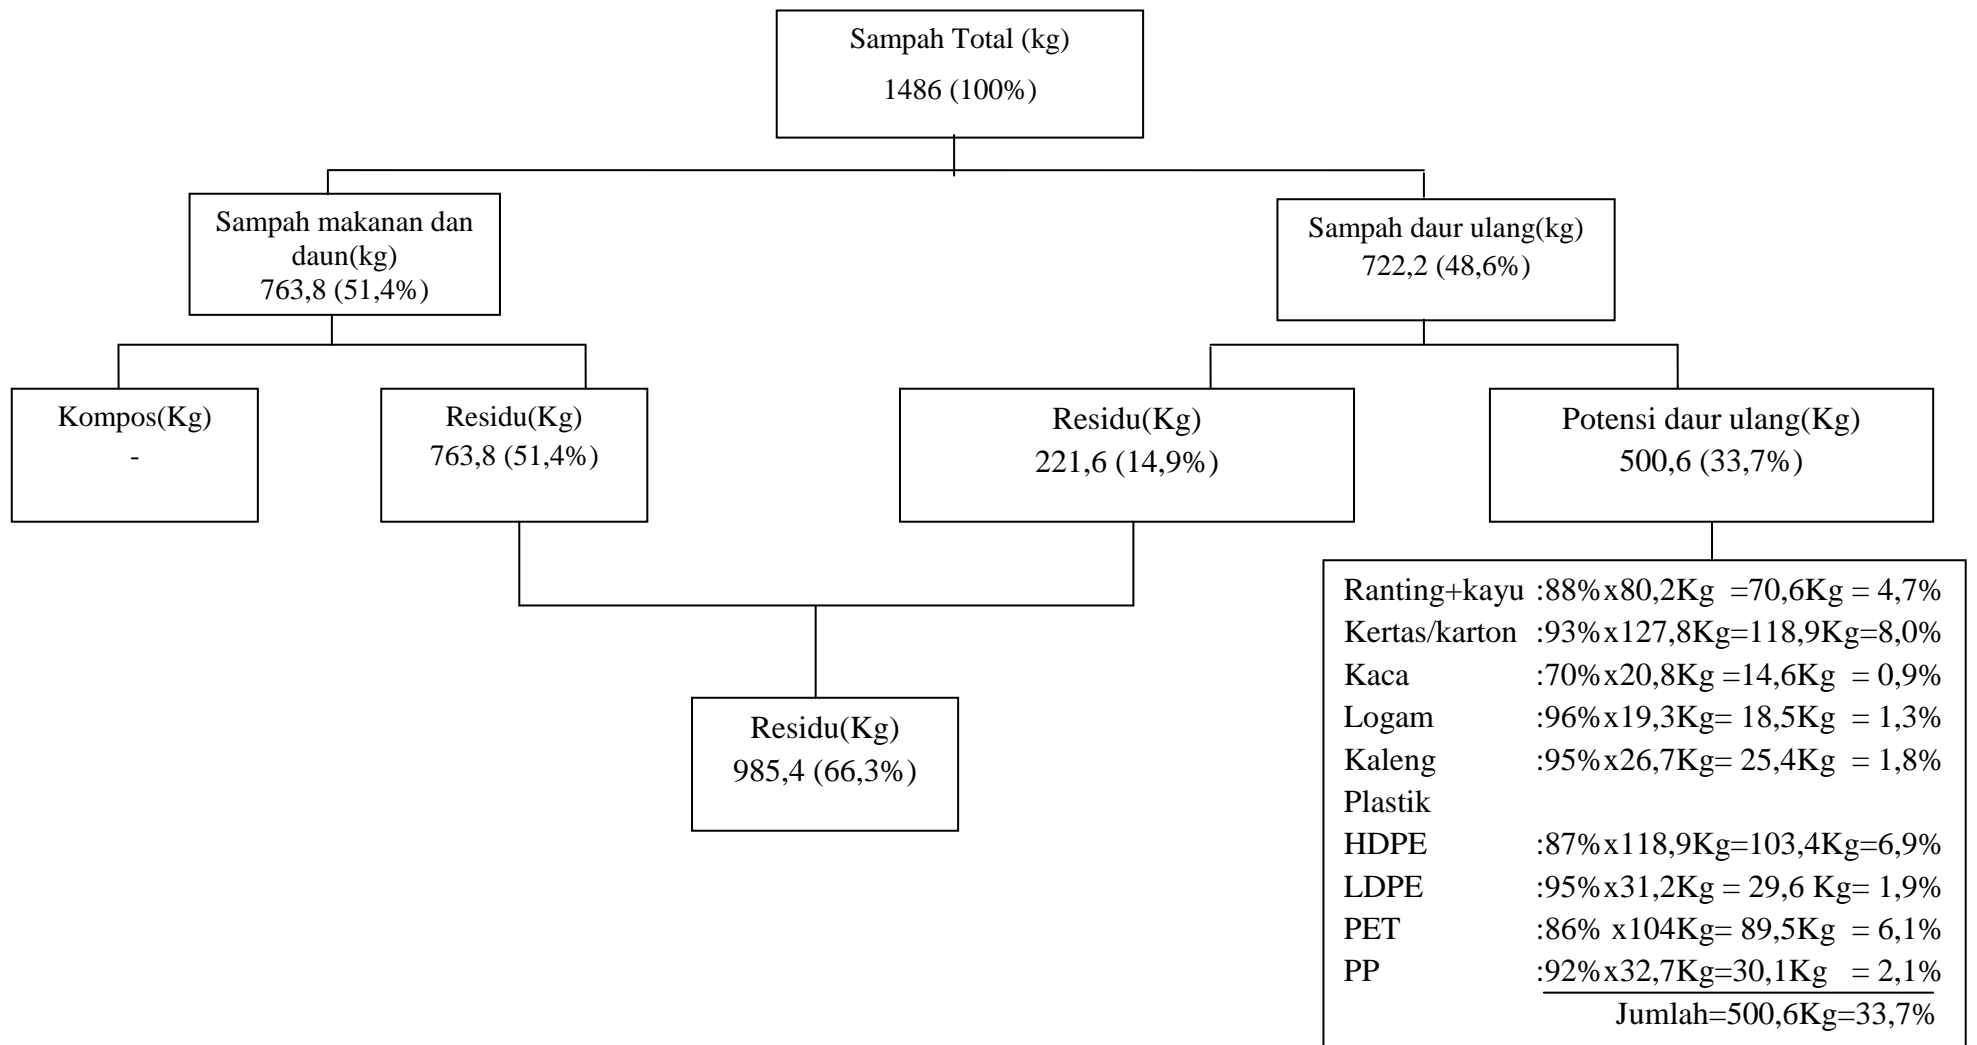 Sampah Total (kg)
1486 (100%)
Sampah makanan dan
daun(kg)
763,8 (51,4%)
Sampah daur ulang(kg)
722,2 (48,6%)
Kompos(Kg)
-
Residu(Kg)
763,8 (51,4%)
Residu(Kg)
221,6 (14,9%)
Potensi daur ulang(Kg)
500,6 (33,7%)
Residu(Kg)
985,4 (66,3%)
Ranting+kayu :88%x80,2Kg =70,6Kg = 4,7%
Kertas/karton :93%x127,8Kg=118,9Kg=8,0%
Kaca :70%x20,8Kg =14,6Kg = 0,9%
Logam :96%x19,3Kg= 18,5Kg = 1,3%
Kaleng :95%x26,7Kg= 25,4Kg = 1,8%
Plastik
HDPE :87%x118,9Kg=103,4Kg=6,9%
LDPE :95%x31,2Kg = 29,6 Kg= 1,9%
PET :86% x104Kg= 89,5Kg = 6,1%
PP :92%x32,7Kg=30,1Kg = 2,1%
Jumlah=500,6Kg=33,7%